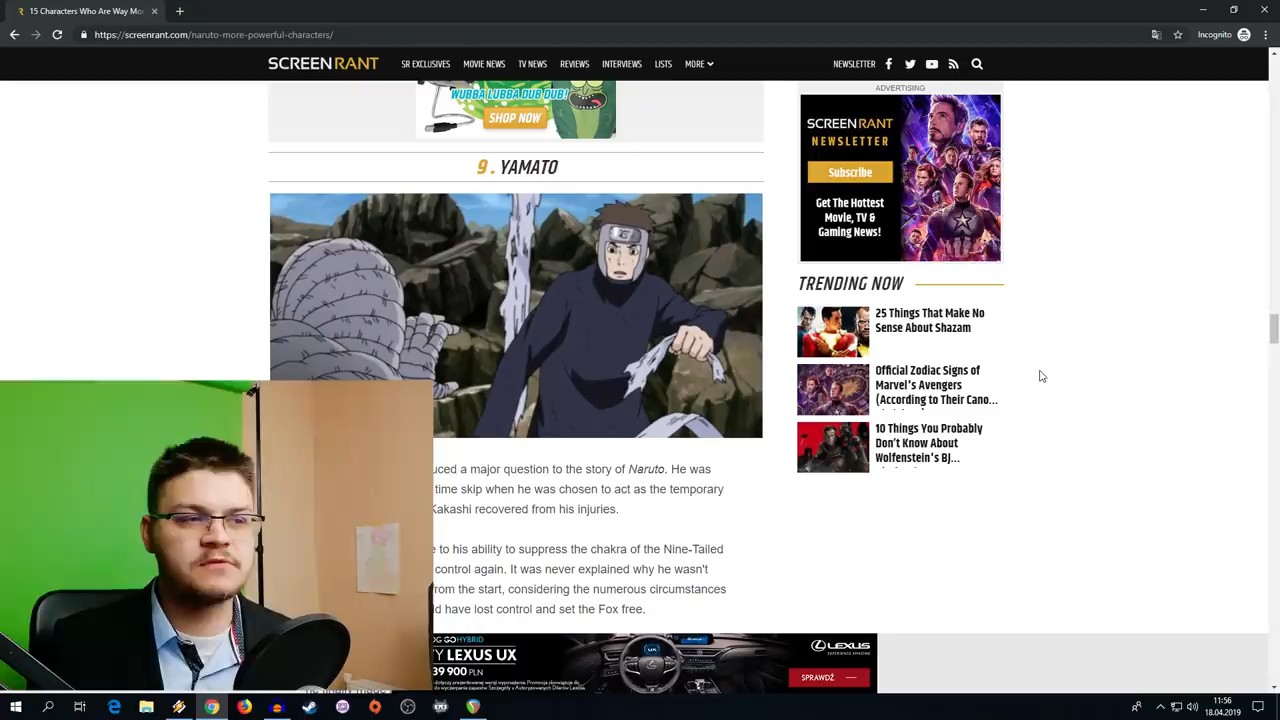 15 Characters Who Are Way Mo
https://screenrant.com/naruto-more-powerful-characters/
Incognito
SCREENRANT
SR EXCLUSIVES
MOVIE NEWS
TV NEWS
REVIEWS
INTERVIEWS
LISTS
MORE
NEWSLETTER
WUBBA LUBBA DUB DUB!
SHOP NOW
9. YAMATO
uced a major question to the story of Naruto. He was
time skip when he was chosen to act as the temporary
Kakashi recovered from his injuries.
e to his ability to suppress the chakra of the Nine-Tailed
control again. It was never explained why he wasn't
rom the start, considering the numerous circumstances
ld have lost control and set the Fox free.
ADVERTISING
SCREENRANT
NEWSLETTER
Subscribe
Get The Hottest
Movie, TV &
Gaming News!
TRENDING NOW
25 Things That Make No
Sense About Shazam
Official Zodiac Signs of
Marvel's Avengers
(According to Their Cano...
10 Things You Probably
Don't Know About
Wolfenstein's BJ...
OG GOHYBRID
Y LEXUS UX
39 900 PLN
LEXUS
EXPERIENCE AMAZING
SPRAWDŹ
11:56
18.04.2019